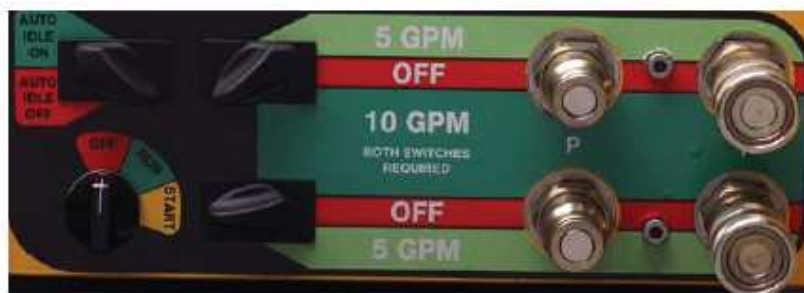 AUTO
IDLE
ON
AUTO
IDLE
OFF
OFF
RUN
START
5 GPM
OFF
10 GPM
BOTH SWITCHES
REQUIRED
OFF
5 GPM
P